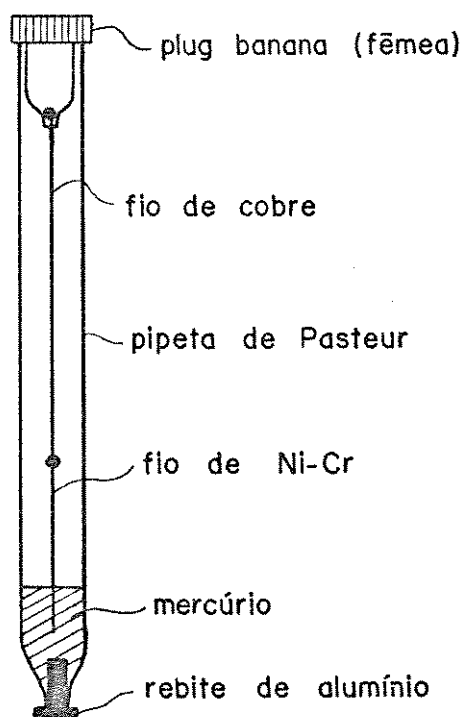 plug banana (fêmea)
fio de cobre
pipeta de Pasteur
fio de Ni-Cr
mercúrio
rebite de alumínio